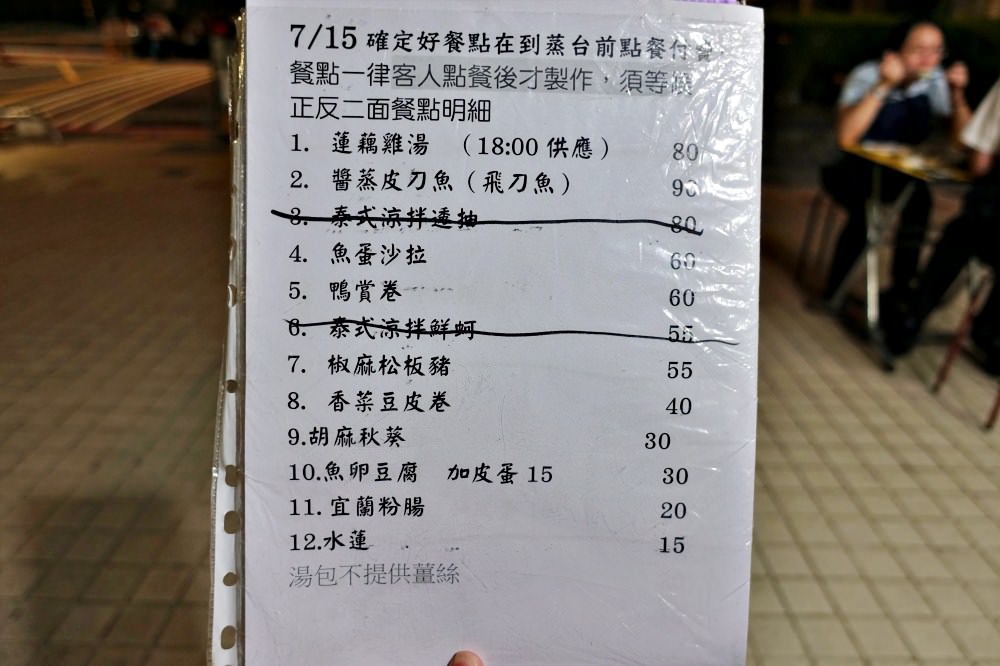 7/15 確定好餐點在到蒸台前點餐付費
餐點一律客人點餐後才製作，須等候
正反二面餐點明細
1. 蓮藕雞湯 （18:00 供應） 80
2. 醬蒸皮刀魚（飛刀魚） 90
3. 泰式涼拌透抽 80
4. 魚蛋沙拉 60
5. 鴨賞卷 60
6. 泰式涼拌鮮蚵 55
7. 椒麻松板豬 55
8. 香菜豆皮卷 40
9.胡麻秋葵 30
10.魚卵豆腐 加皮蛋 15 30
11.宜蘭粉腸 20
12.水蓮 15
湯包不提供薑絲